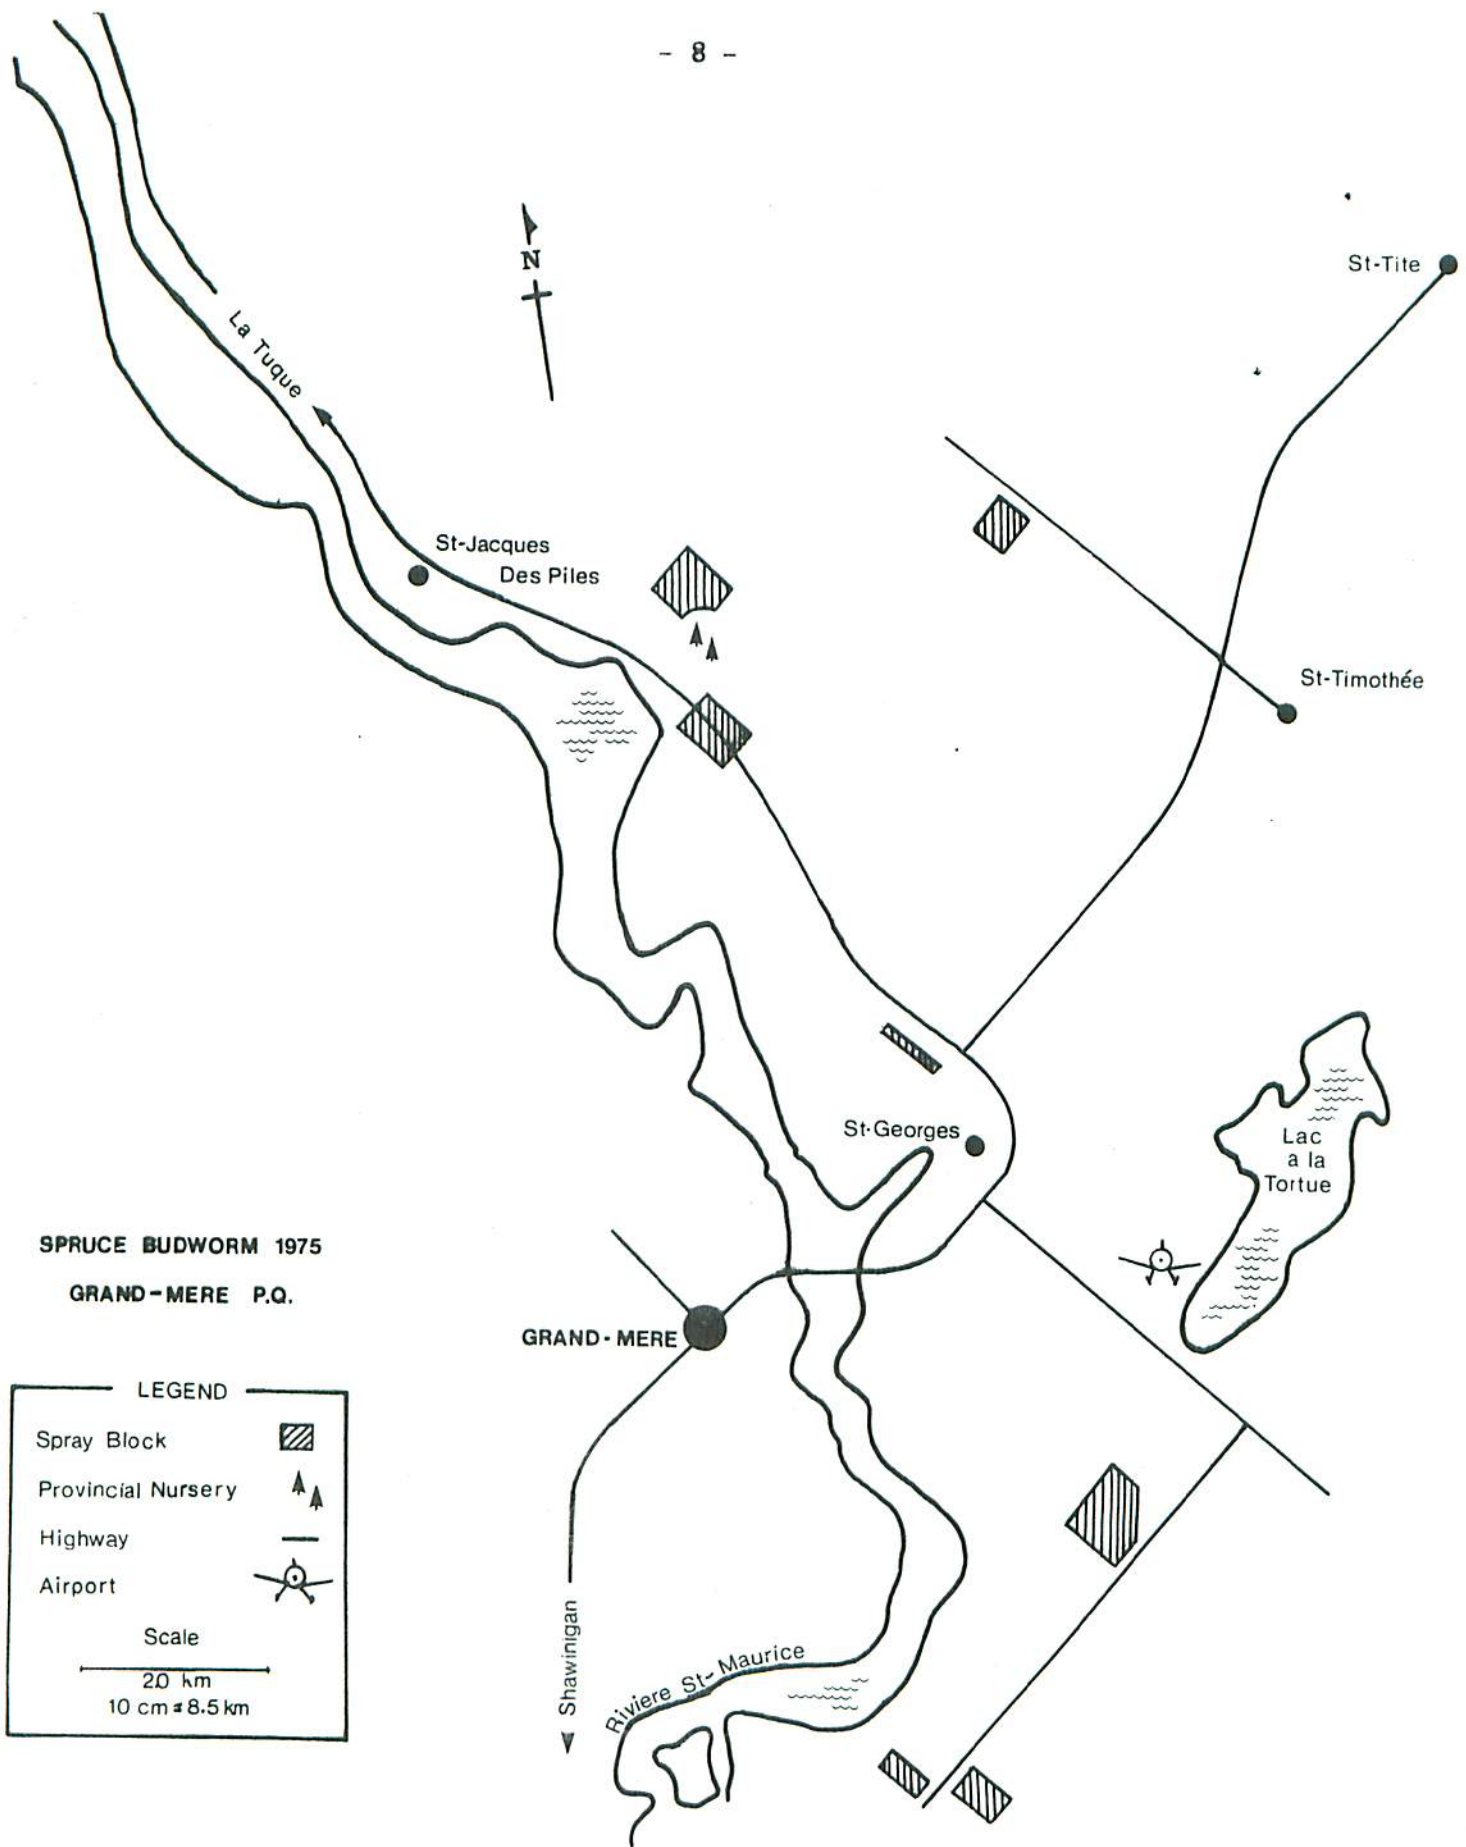 - 8 -
N
St-Tite
La Tuque
St-Jacques
Des Piles
St-Timothée
St-Georges
Lac
a la
Tortue
SPRUCE BUDWORM 1975
GRAND-MERE P.Q.
GRAND-MERE
LEGEND
Spray Block
Provincial Nursery
Highway
Airport
Scale
2.0 km
10 cm = 8.5 km
Shawinigan
Riviere St-Maurice